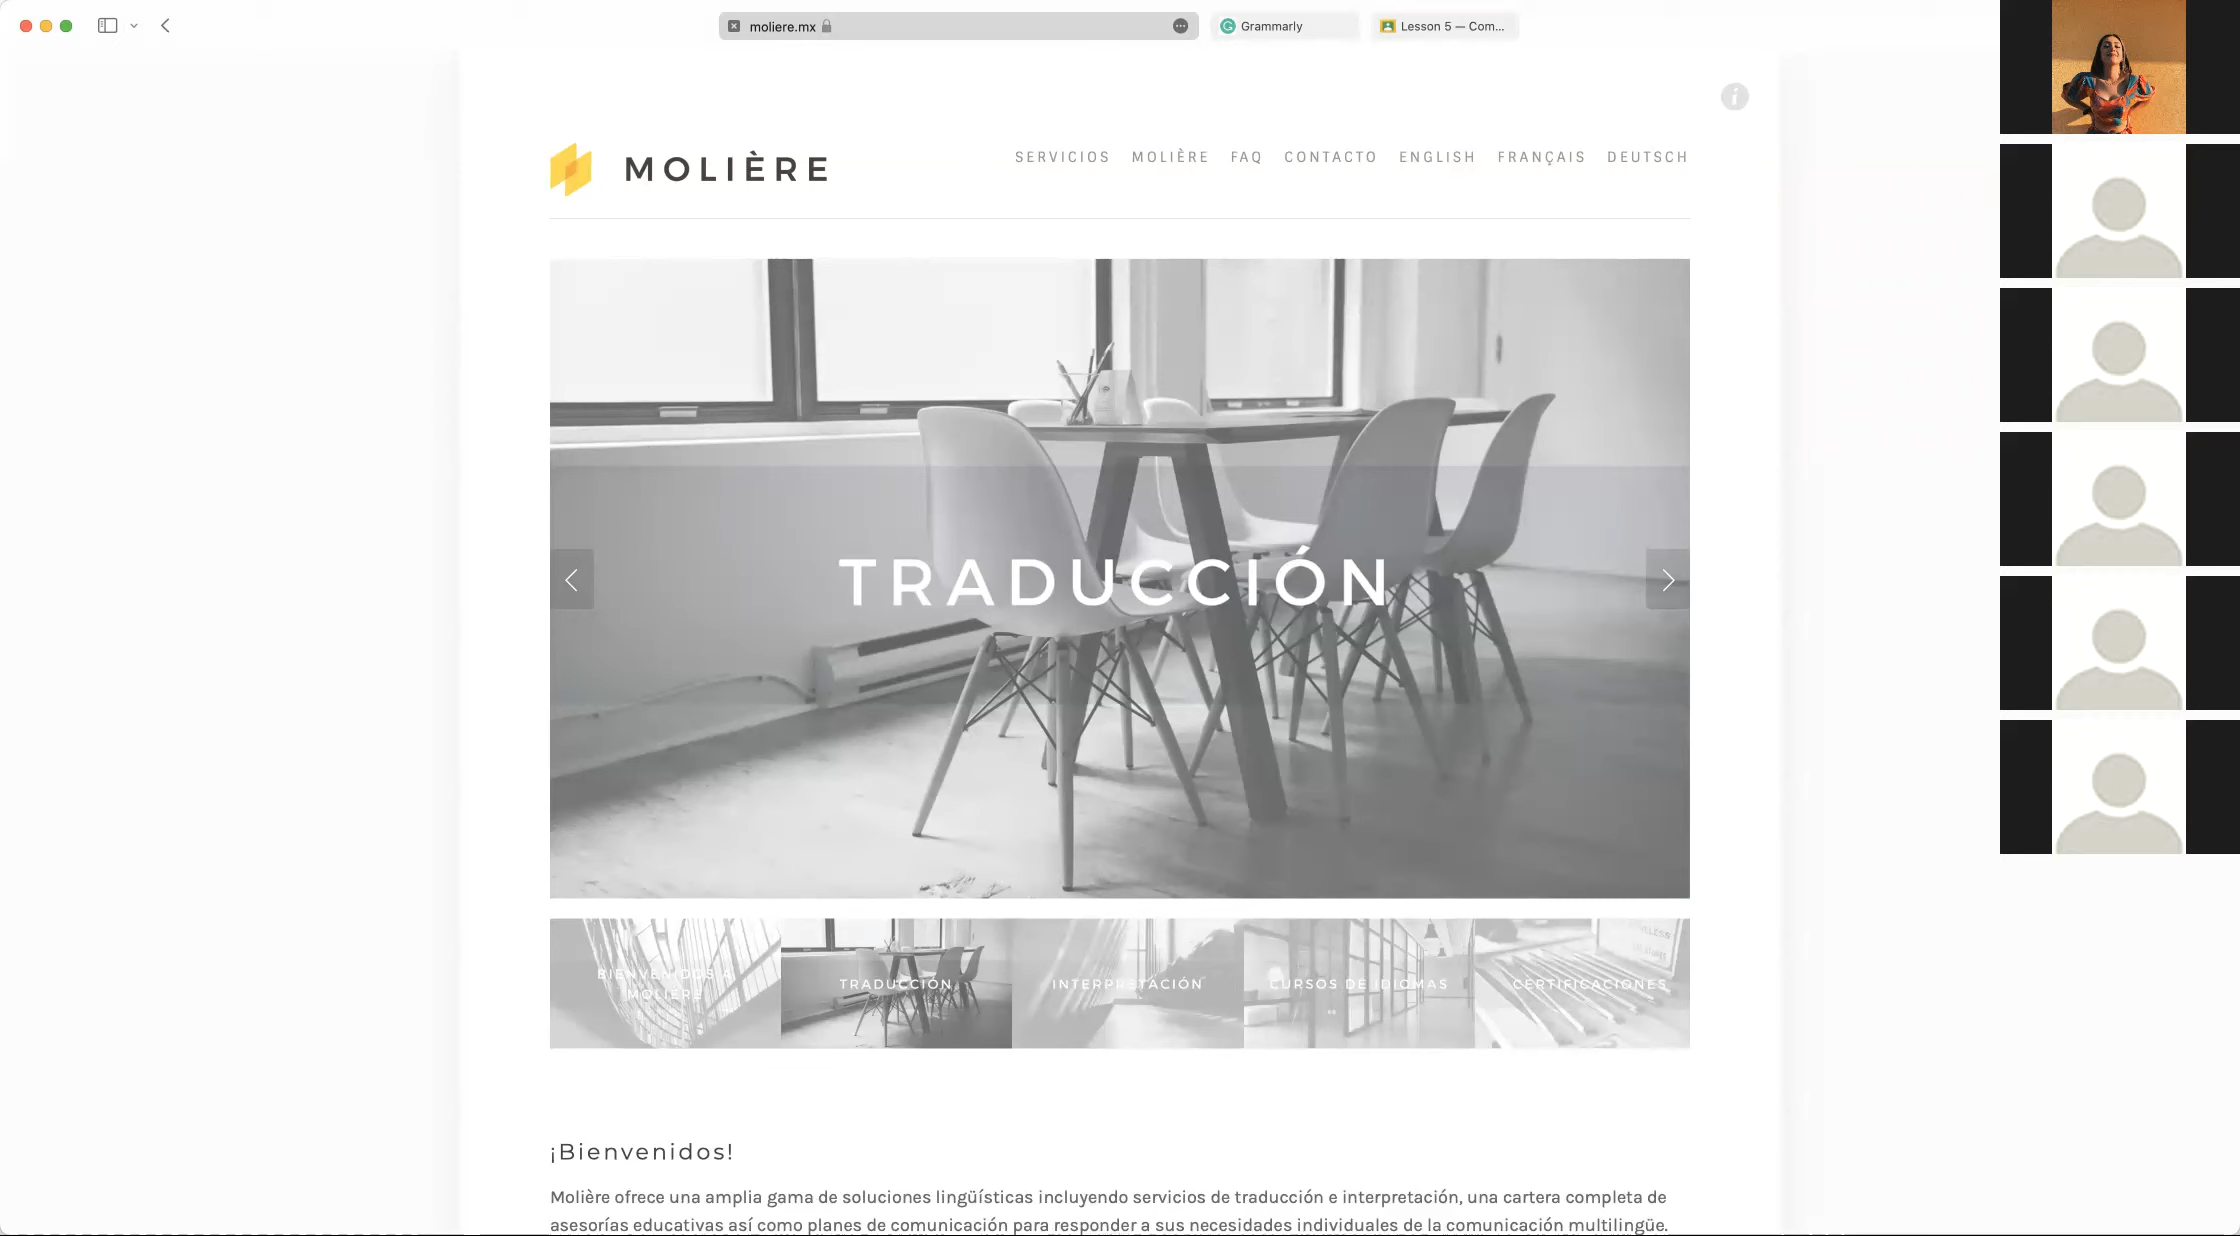 moliere.mx
Grammarly
Lesson 5 — Com...
MOLIÈRE
SERVICIOS MOLIÈRE FAQ CONTACTO ENGLISH FRANÇAIS DEUTSCH
TRADUCCIÓN
BIENVENIDOS A
MOLIÈRE
TRADUCCIÓN
INTERPRETACIÓN
CURSOS DE IDIOMAS
CERTIFICACIONES
¡Bienvenidos!
Molière ofrece una amplia gama de soluciones lingüísticas incluyendo servicios de traducción e interpretación, una cartera completa de
asesorías educativas así como planes de comunicación para responder a sus necesidades individuales de la comunicación multilingüe.